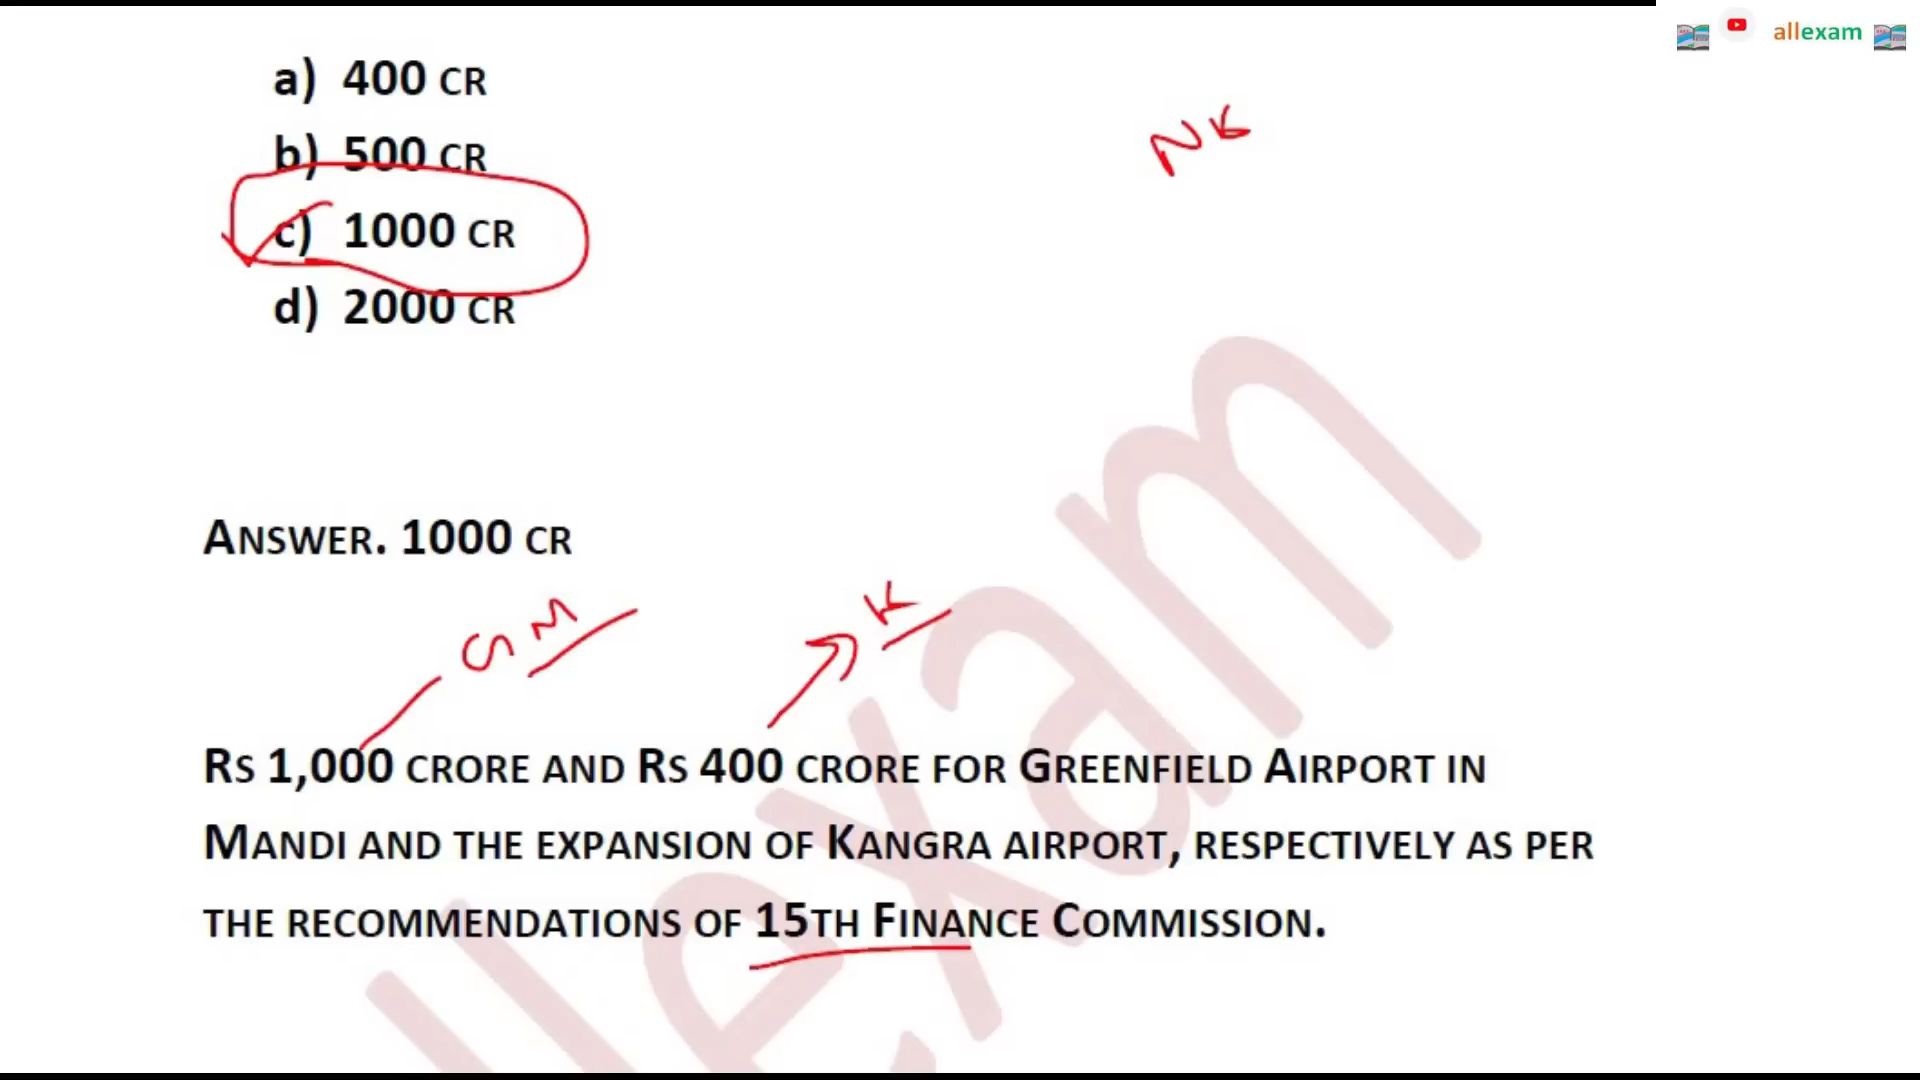 allexam
a) 400 CR
b) 500 CR
NK
c) 1000 CR
d) 2000 CR
ANSWER. 1000 CR
GM
K
RS 1,000 CRORE AND RS 400 CRORE FOR GREENFIELD AIRPORT IN
MANDI AND THE EXPANSION OF KANGRA AIRPORT, RESPECTIVELY AS PER
THE RECOMMENDATIONS OF 15TH FINANCE COMMISSION.
allexam